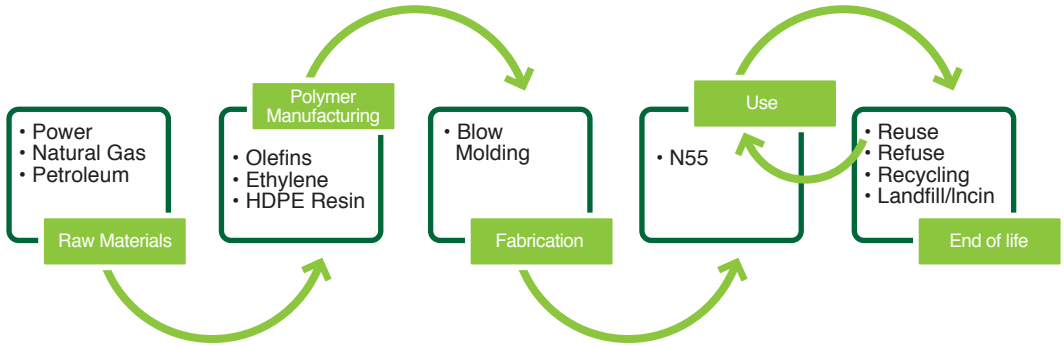 • Power
• Natural Gas
• Petroleum
Raw Materials
Polymer
Manufacturing
• Olefins
• Ethylene
• HDPE Resin
• Blow
Molding
Fabrication
Use
• N55
• Reuse
• Refuse
• Recycling
• Landfill/Incin
End of life